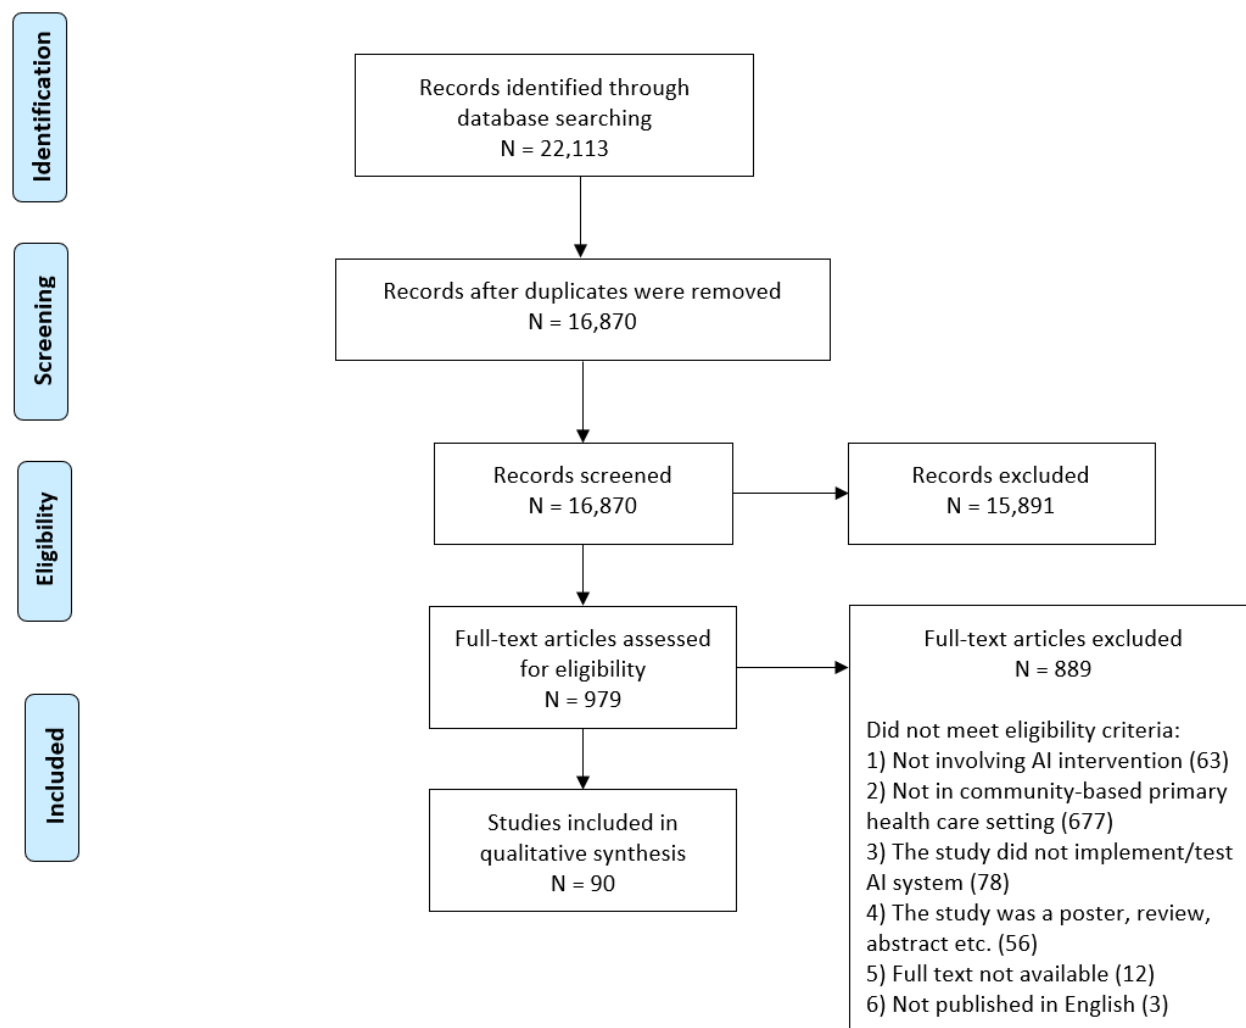 Identification
Records identified through
database searching
N = 22,113
Screening
Records after duplicates were removed
N = 16,870
Eligibility
Records screened
N = 16,870
Records excluded
N = 15,891
Full-text articles assessed
for eligibility
N = 979
Full-text articles excluded
N = 889
Did not meet eligibility criteria:
1) Not involving AI intervention (63)
2) Not in community-based primary
health care setting (677)
3) The study did not implement/test
AI system (78)
4) The study was a poster, review,
abstract etc. (56)
5) Full text not available (12)
6) Not published in English (3)
Included
Studies included in
qualitative synthesis
N = 90